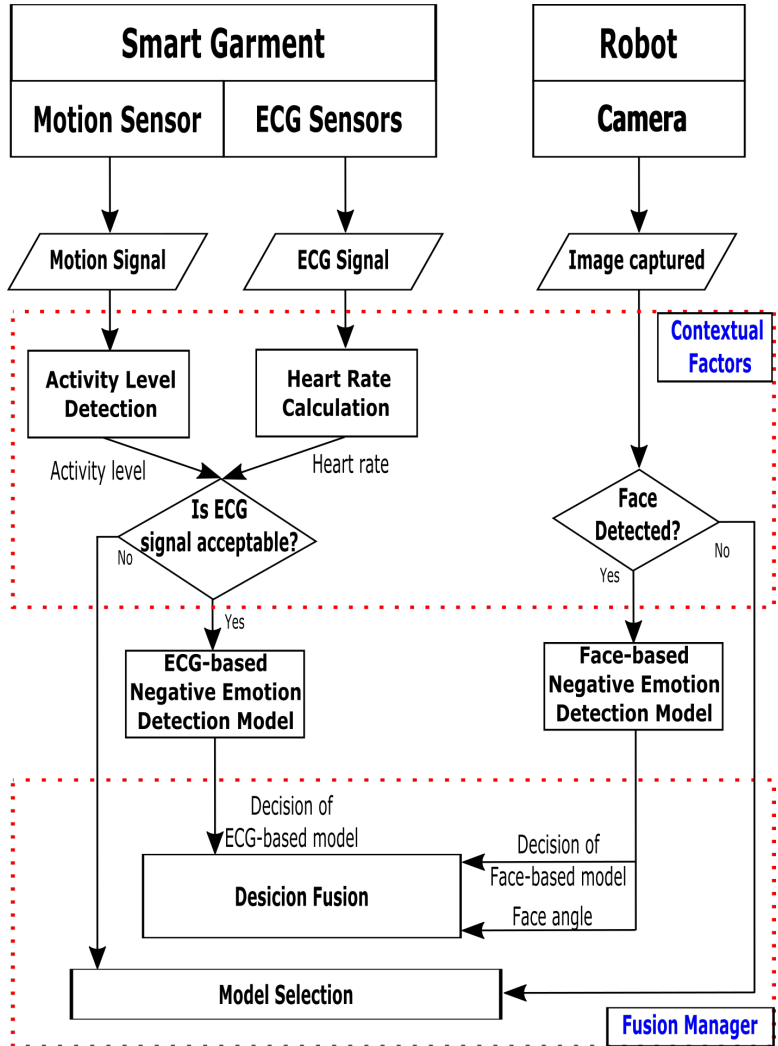 Smart Garment
Robot
Motion Sensor
ECG Sensors
Camera
Motion Signal
ECG Signal
Image captured
Contextual
Factors
Activity Level
Detection
Heart Rate
Calculation
Activity level
Heart rate
Is ECG
signal acceptable?
Face
Detected?
No
Yes
No
Yes
ECG-based
Negative Emotion
Detection Model
Face-based
Negative Emotion
Detection Model
Decision of
ECG-based model
Decision of
Face-based model
Desicion Fusion
Face angle
Model Selection
Fusion Manager